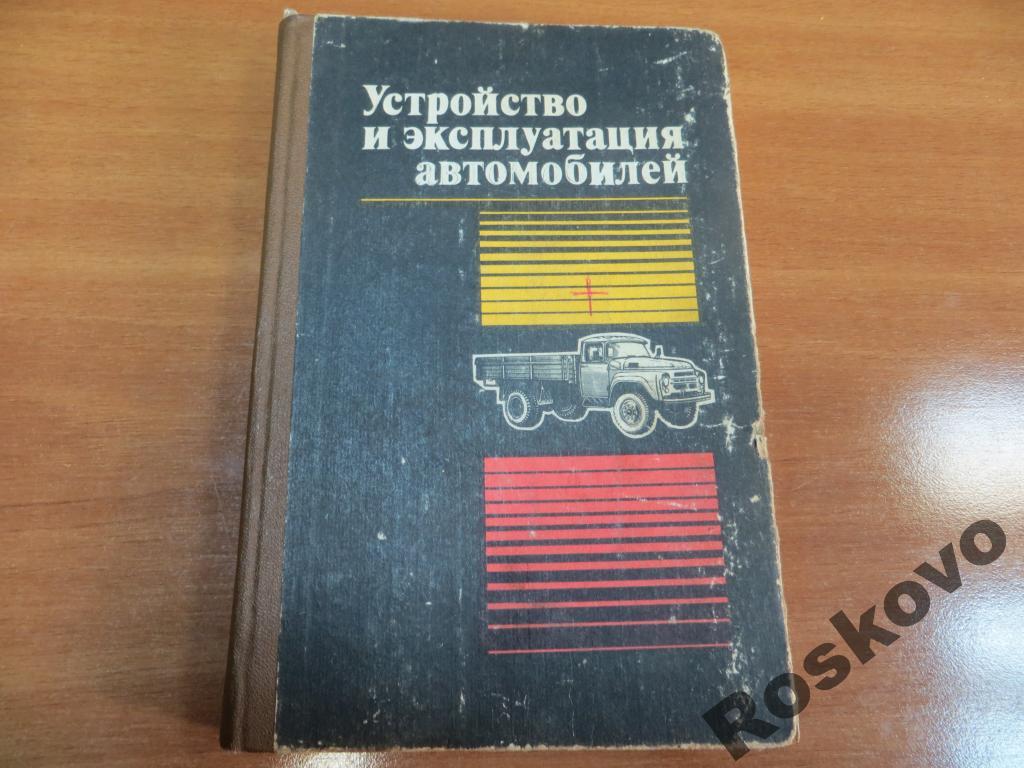 Устройство
и эксплуатация
автомобилей
Roskovo